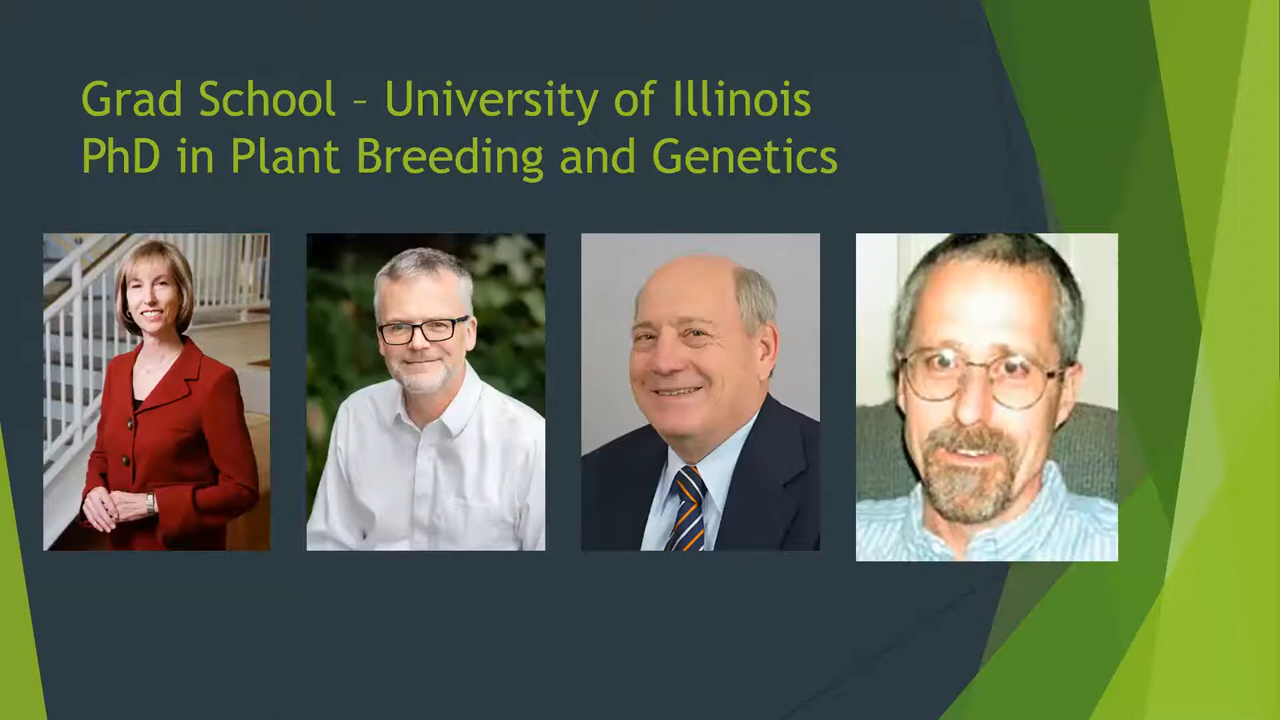 Grad School – University of Illinois
PhD in Plant Breeding and Genetics